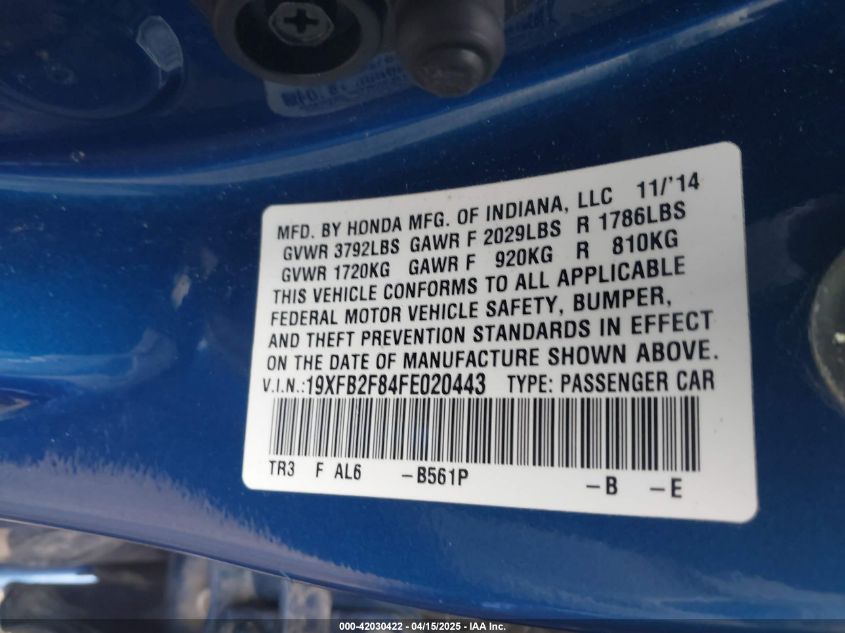 MFD. BY HONDA MFG. OF INDIANA, LLC 11/'14
GVWR 3792LBS GAWR F 2029LBS R 1786LBS
GVWR 1720KG GAWR F 920KG R 810KG
THIS VEHICLE CONFORMS TO ALL APPLICABLE
FEDERAL MOTOR VEHICLE SAFETY, BUMPER,
AND THEFT PREVENTION STANDARDS IN EFFECT
ON THE DATE OF MANUFACTURE SHOWN ABOVE.
V.I.N.:19XFB2F84FE020443 TYPE: PASSENGER CAR
TR3 F AL6 -B561P -B -E
000-42030422 - 04/15/2025 - IAA Inc.